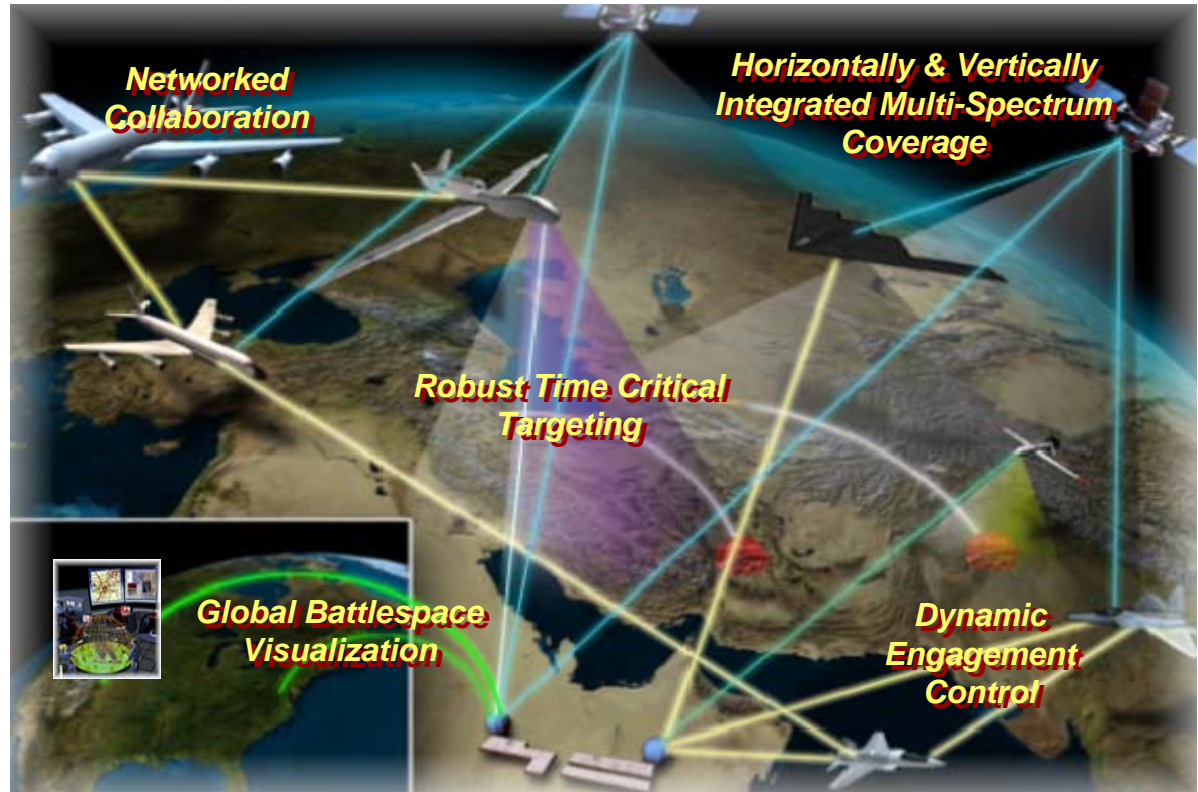 Networked
Collaboration
Horizontally & Vertically
Integrated Multi-Spectrum
Coverage
Robust Time Critical
Targeting
Global Battlespace
Visualization
Dynamic
Engagement
Control